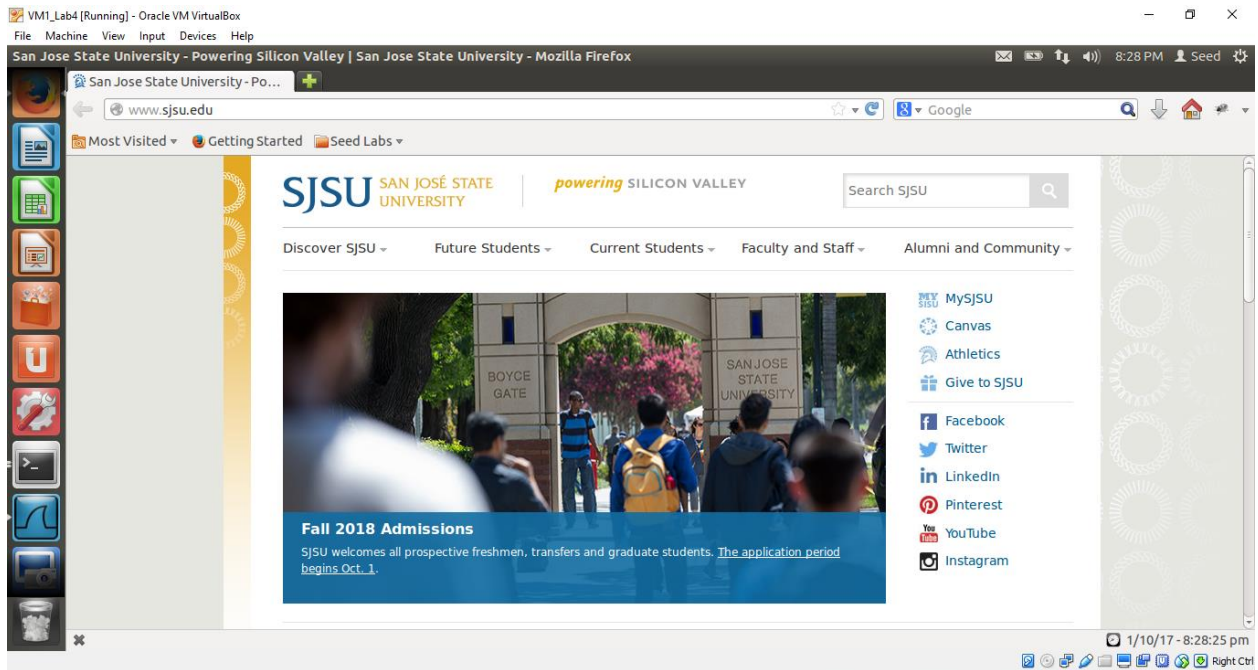 VM1_Lab4 [Running] - Oracle VM VirtualBox
File Machine View Input Devices Help
San Jose State University - Powering Silicon Valley | San Jose State University - Mozilla Firefox
8:28 PM Seed
San Jose State University - Po...
www.sjsu.edu
Google
Most Visited Getting Started Seed Labs
SJSU SAN JOSÉ STATE UNIVERSITY
powering SILICON VALLEY
Search SJSU
Discover SJSU Future Students Current Students Faculty and Staff Alumni and Community
BOYCE
GATE
SAN JOSE
STATE
UNIVERSITY
Fall 2018 Admissions
SJSU welcomes all prospective freshmen, transfers and graduate students. The application period
begins Oct. 1.
MY SJSU MySJSU
Canvas
Athletics
Give to SJSU
f Facebook
Twitter
in LinkedIn
Pinterest
You Tube YouTube
Instagram
1/10/17 - 8:28:25 pm
Right Ctrl